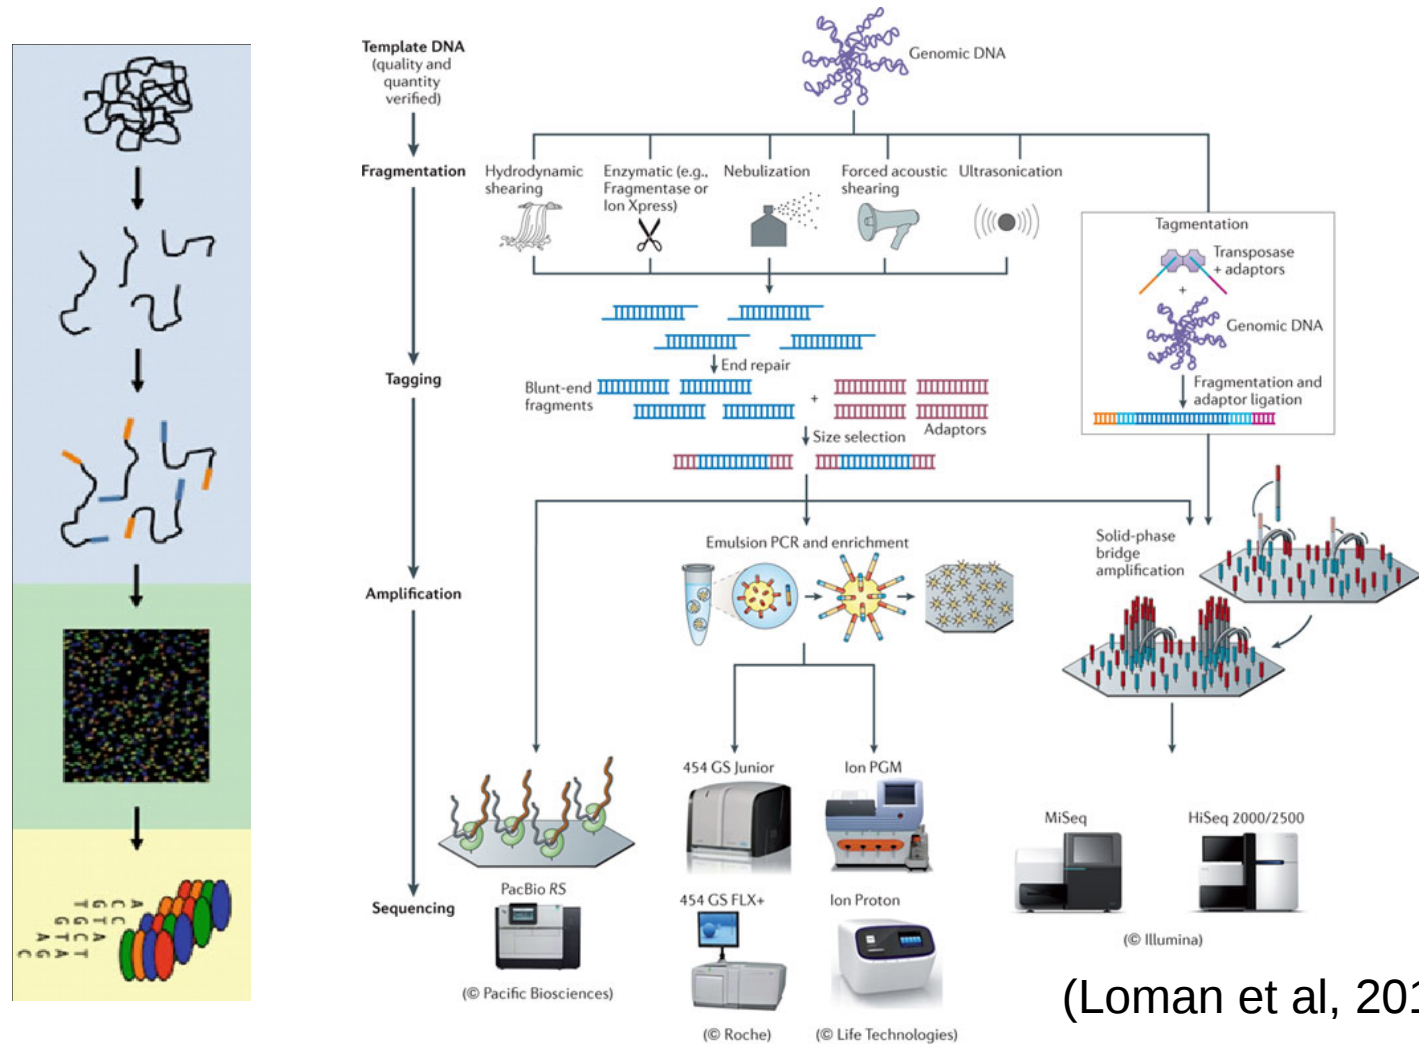 Template DNA
(quality and
quantity
verified)
Genomic DNA
Fragmentation
Hydrodynamic
shearing
Enzymatic (e.g.,
Fragmentase or
Ion Xpress)
Nebulization
Forced acoustic
shearing
Ultrasonication
Tagmentation
Transposase
+ adaptors
+
Genomic DNA
Fragmentation and
adaptor ligation
End repair
Tagging
Blunt-end
fragments
+
Adaptors
Size selection
Emulsion PCR and enrichment
Solid-phase
bridge
amplification
Amplification
454 GS Junior
Ion PGM
MiSeq
HiSeq 2000/2500
PacBio RS
454 GS FLX+
Ion Proton
Sequencing
(© Illumina)
(© Pacific Biosciences)
(© Roche)
(© Life Technologies)
(Loman et al, 201
T G C A
G T C C
G T A
A G C T
G A T
C G A